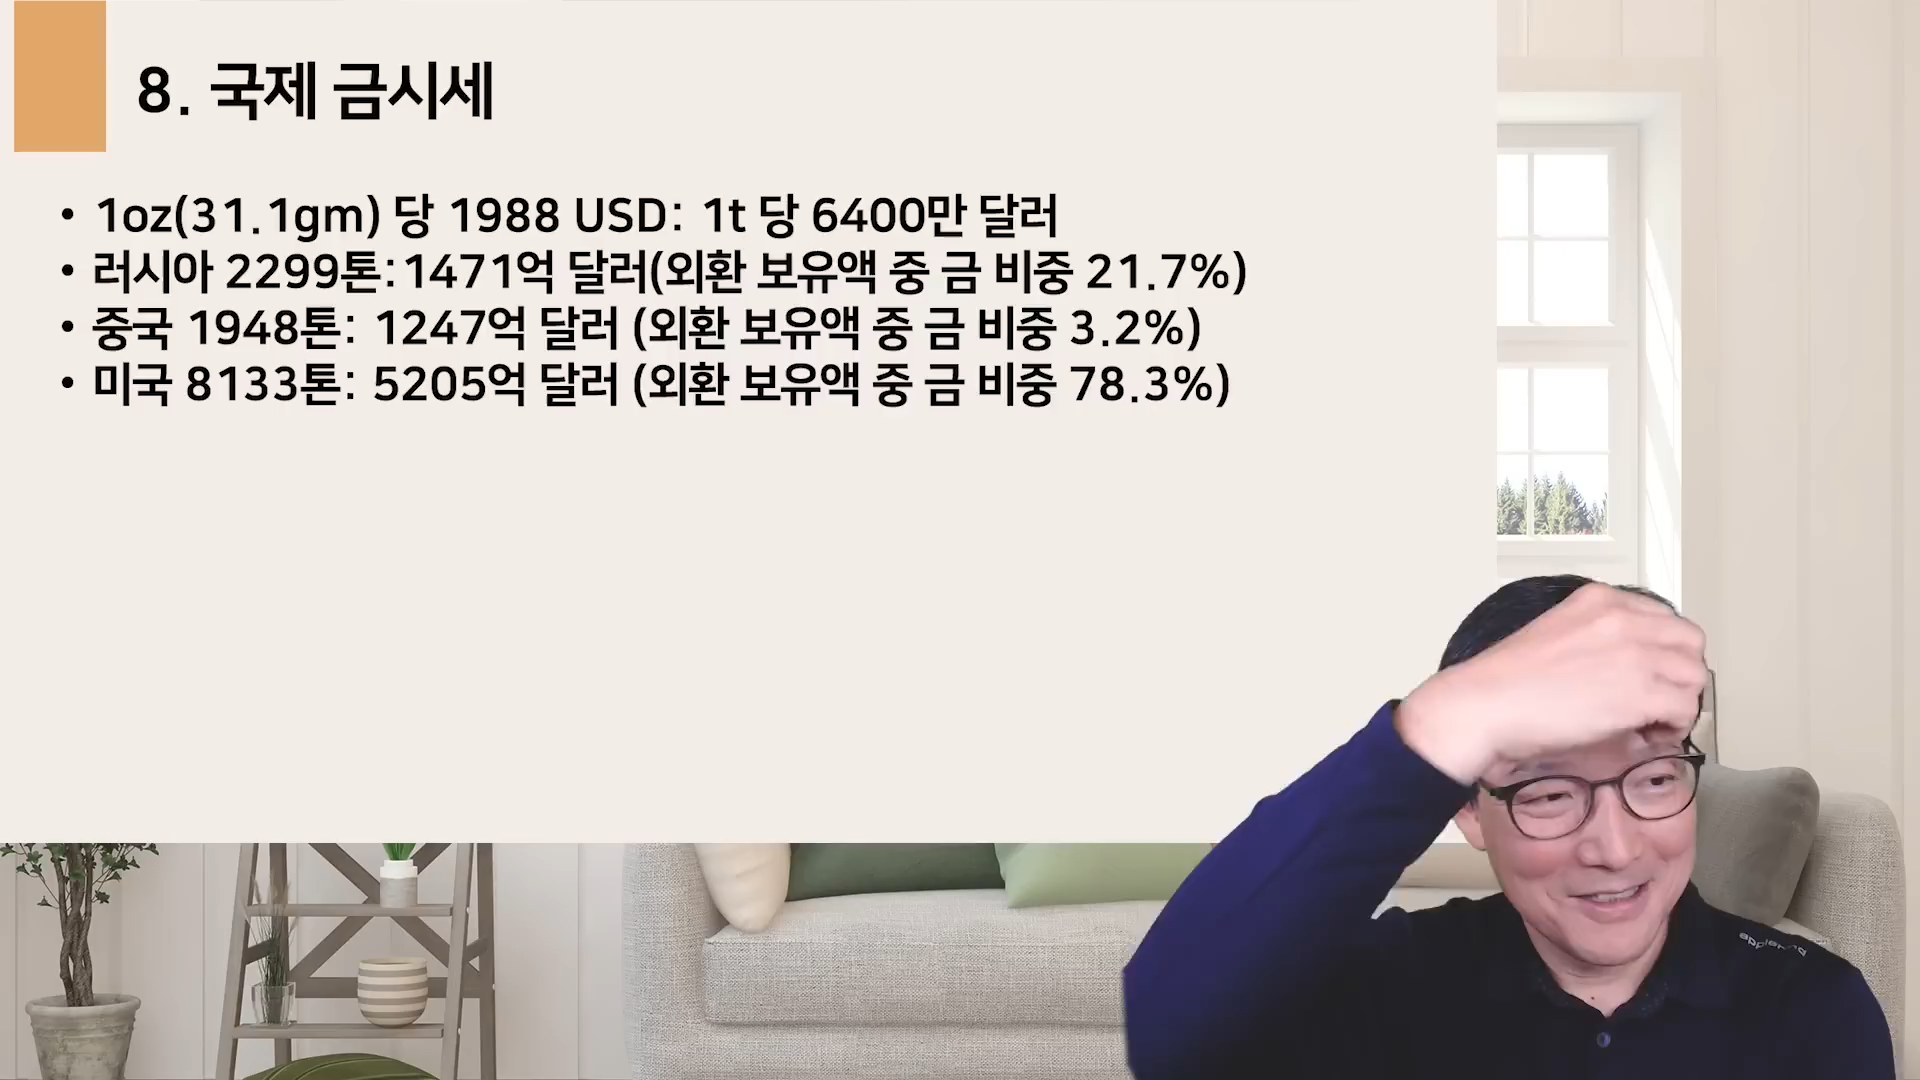 8. 국제 금시세
• 1oz(31.1gm) 당 1988 USD: 1t 당 6400만 달러
• 러시아 2299톤:1471억 달러(외환 보유액 중 금 비중 21.7%)
• 중국 1948톤: 1247억 달러 (외환 보유액 중 금 비중 3.2%)
• 미국 8133톤: 5205억 달러 (외환 보유액 중 금 비중 78.3%)